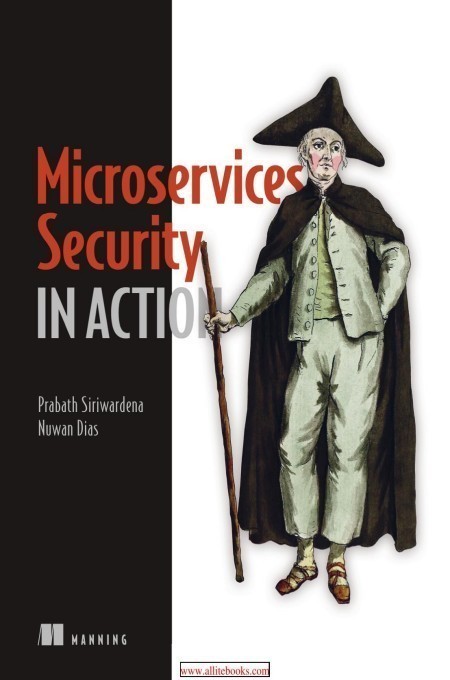 Microservices
Security
IN ACTION
Prabath Siriwardena
Nuwan Dias
MANNING
www.allitebooks.com